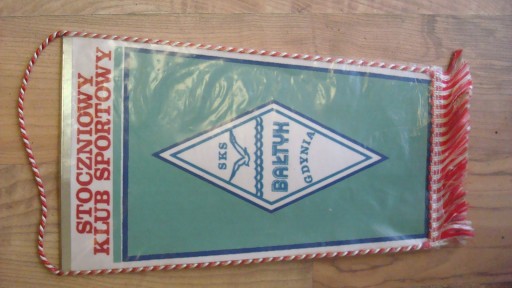 STOCZNIOWY
KLUB SPORTOWY
SKS
BAŁTYK
GDYNIA